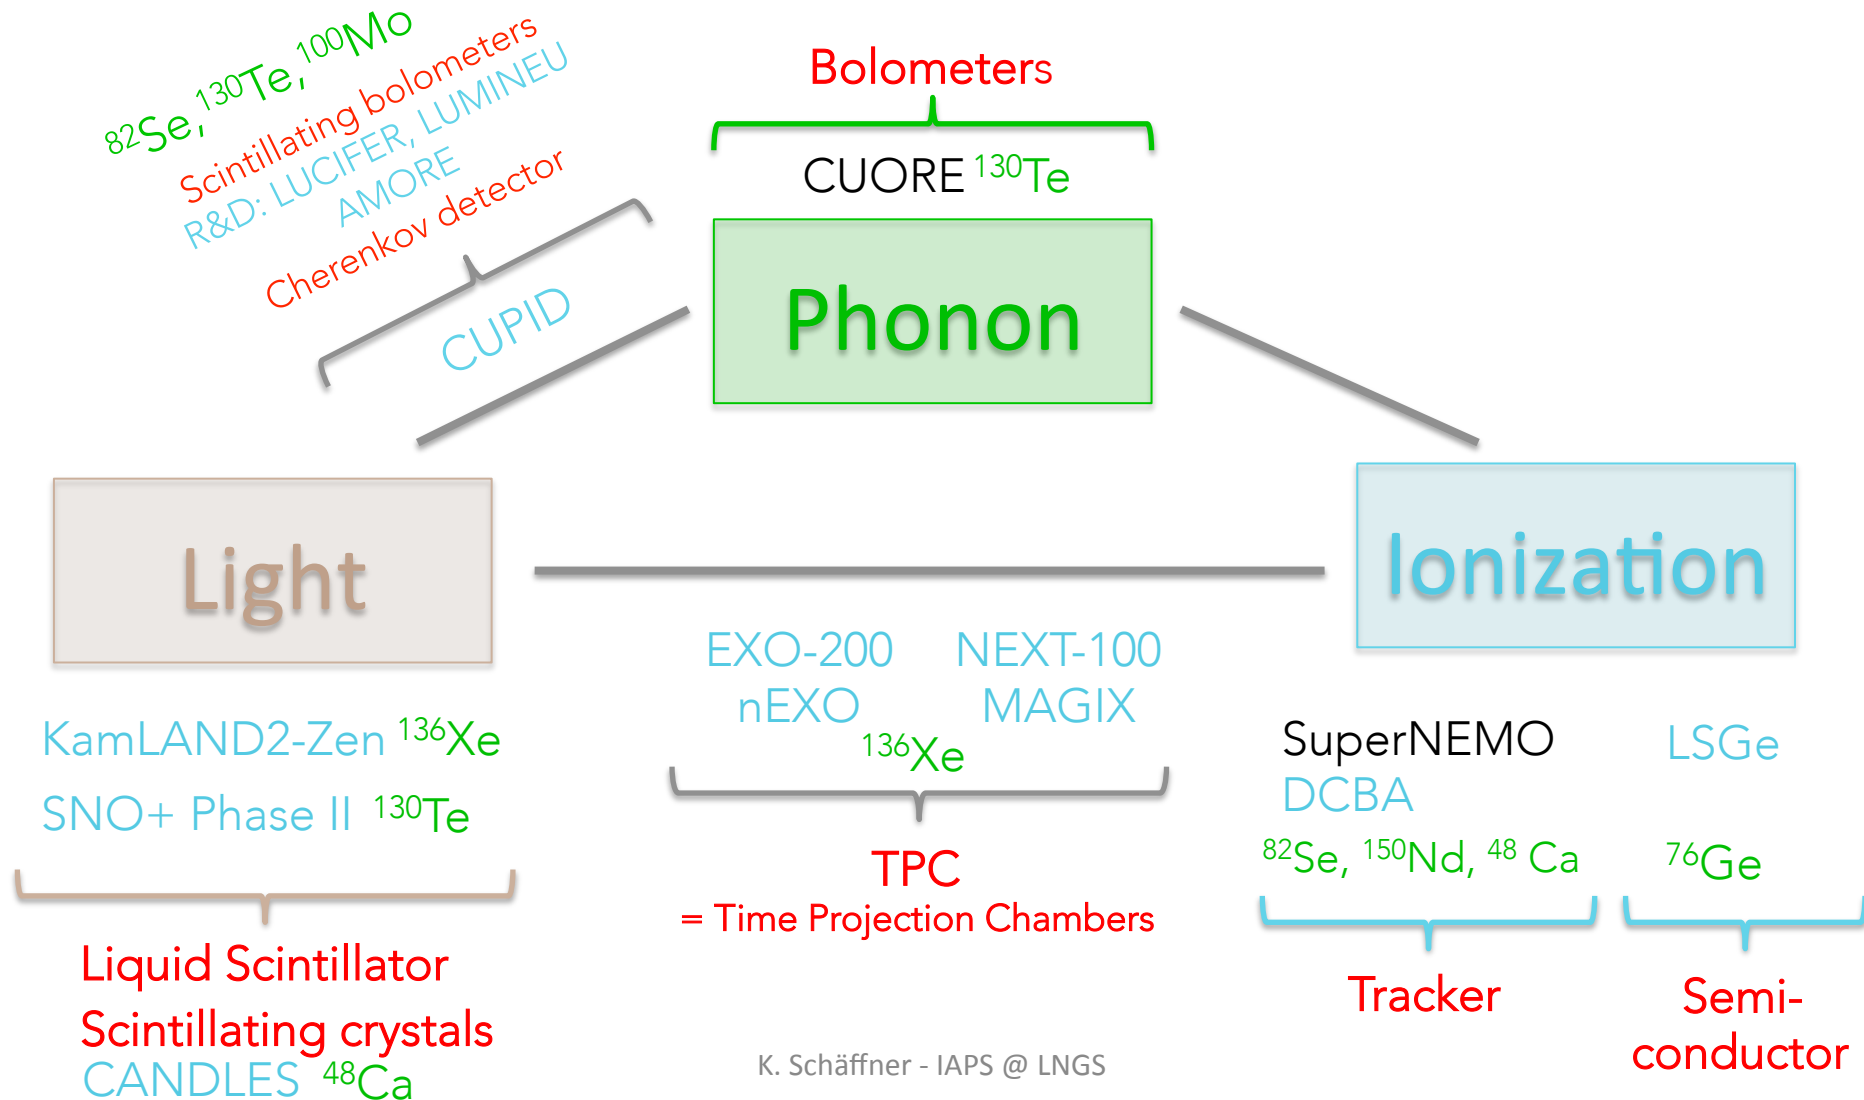 ⁸²Se, ¹³⁰Te, ¹⁰⁰Mo
Scintillating bolometers
R&D: LUCIFER, LUMINEU
AMORE
Cherenkov detector
CUPID
Bolometers
CUORE ¹³⁰Te
Phonon
Light
Ionization
KamLAND2-Zen ¹³⁶Xe
SNO+ Phase II ¹³⁰Te
Liquid Scintillator
Scintillating crystals
CANDLES ⁴⁸Ca
EXO-200 NEXT-100
nEXO MAGIX
¹³⁶Xe
TPC
= Time Projection Chambers
SuperNEMO
DCBA
⁸²Se, ¹⁵⁰Nd, ⁴⁸ Ca
Tracker
LSGe
⁷⁶Ge
Semi-
conductor
K. Schäffner - IAPS @ LNGS